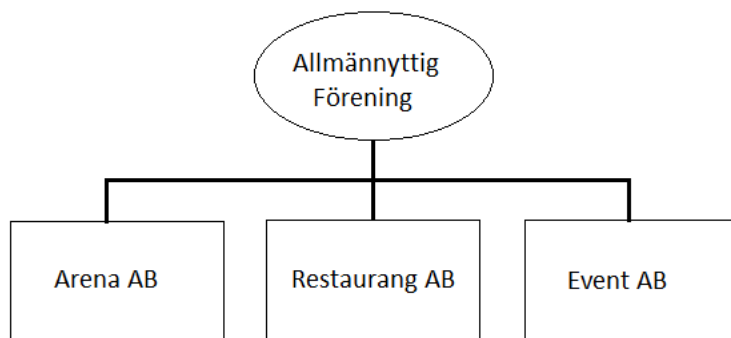 Allmännyttig
Förening
Arena AB
Restaurang AB
Event AB